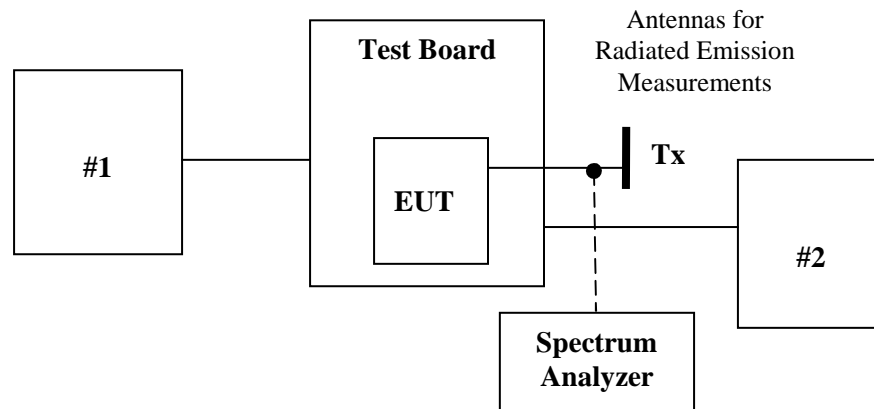 Antennas for
Radiated Emission
Measurements
Test Board
Tx
#1
EUT
#2
Spectrum
Analyzer